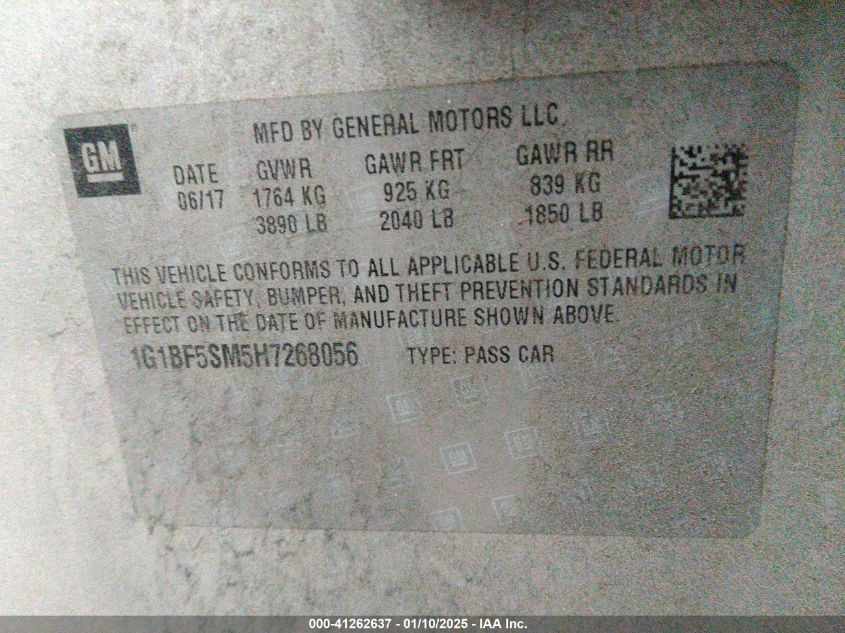 GM
MFD BY GENERAL MOTORS LLC
DATE GVWR GAWR FRT GAWR RR
06/17 1764 KG 925 KG 839 KG
3890 LB 2040 LB 1850 LB
THIS VEHICLE CONFORMS TO ALL APPLICABLE U.S. FEDERAL MOTOR
VEHICLE SAFETY, BUMPER, AND THEFT PREVENTION STANDARDS IN
EFFECT ON THE DATE OF MANUFACTURE SHOWN ABOVE.
1G1BF5SM5H7268056 TYPE: PASS CAR
000-41262637 - 01/10/2025 - IAA Inc.